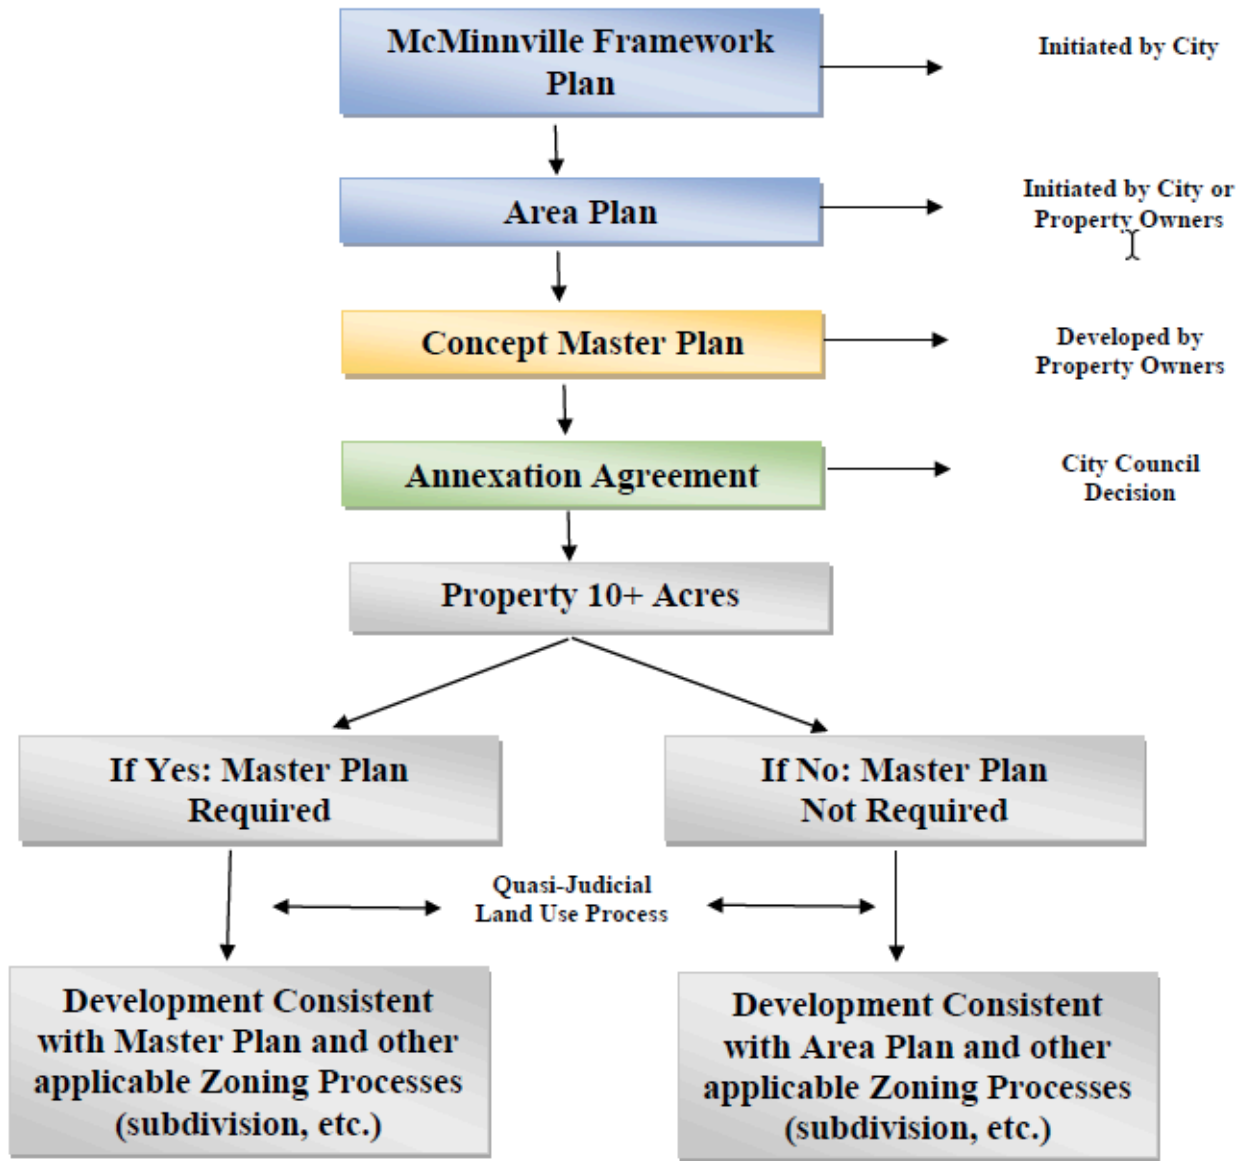 McMinnville Framework
Plan
Initiated by City
Area Plan
Initiated by City or
Property Owners
Concept Master Plan
Developed by
Property Owners
Annexation Agreement
City Council
Decision
Property 10+ Acres
If Yes: Master Plan
Required
If No: Master Plan
Not Required
Quasi-Judicial
Land Use Process
Development Consistent
with Master Plan and other
applicable Zoning Processes
(subdivision, etc.)
Development Consistent
with Area Plan and other
applicable Zoning Processes
(subdivision, etc.)